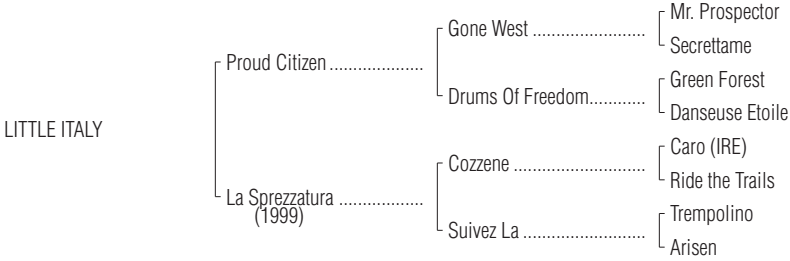 Mr. Prospector
Gone West ........................
Secrettame
Proud Citizen ....................
Green Forest
Drums Of Freedom............
Danseuse Etoile
LITTLE ITALY
Caro (IRE)
Cozzene ............................
Ride the Trails
La Sprezzatura ..................
(1999)
Trempolino
Suivez La ..........................
Arisen